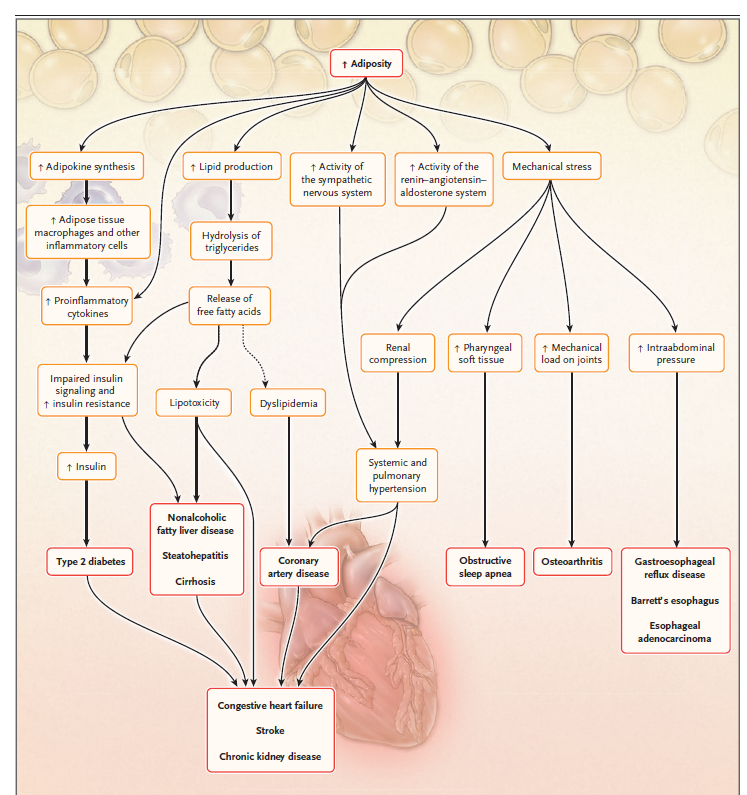 ↑ Adiposity
↑ Adipokine synthesis
↑ Lipid production
↑ Activity of
the sympathetic
nervous system
↑ Activity of the
renin–angiotensin–
aldosterone system
Mechanical stress
↑ Adipose tissue
macrophages and other
inflammatory cells
Hydrolysis of
triglycerides
↑ Proinflammatory
cytokines
Release of
free fatty acids
Renal
compression
↑ Pharyngeal
soft tissue
↑ Mechanical
load on joints
↑ Intraabdominal
pressure
Impaired insulin
signaling and
↑ insulin resistance
Lipotoxicity
Dyslipidemia
↑ Insulin
Systemic and
pulmonary
hypertension
Nonalcoholic
fatty liver disease
Steatohepatitis
Cirrhosis
Type 2 diabetes
Coronary
artery disease
Obstructive
sleep apnea
Osteoarthritis
Gastroesophageal
reflux disease
Barrett's esophagus
Esophageal
adenocarcinoma
Congestive heart failure
Stroke
Chronic kidney disease